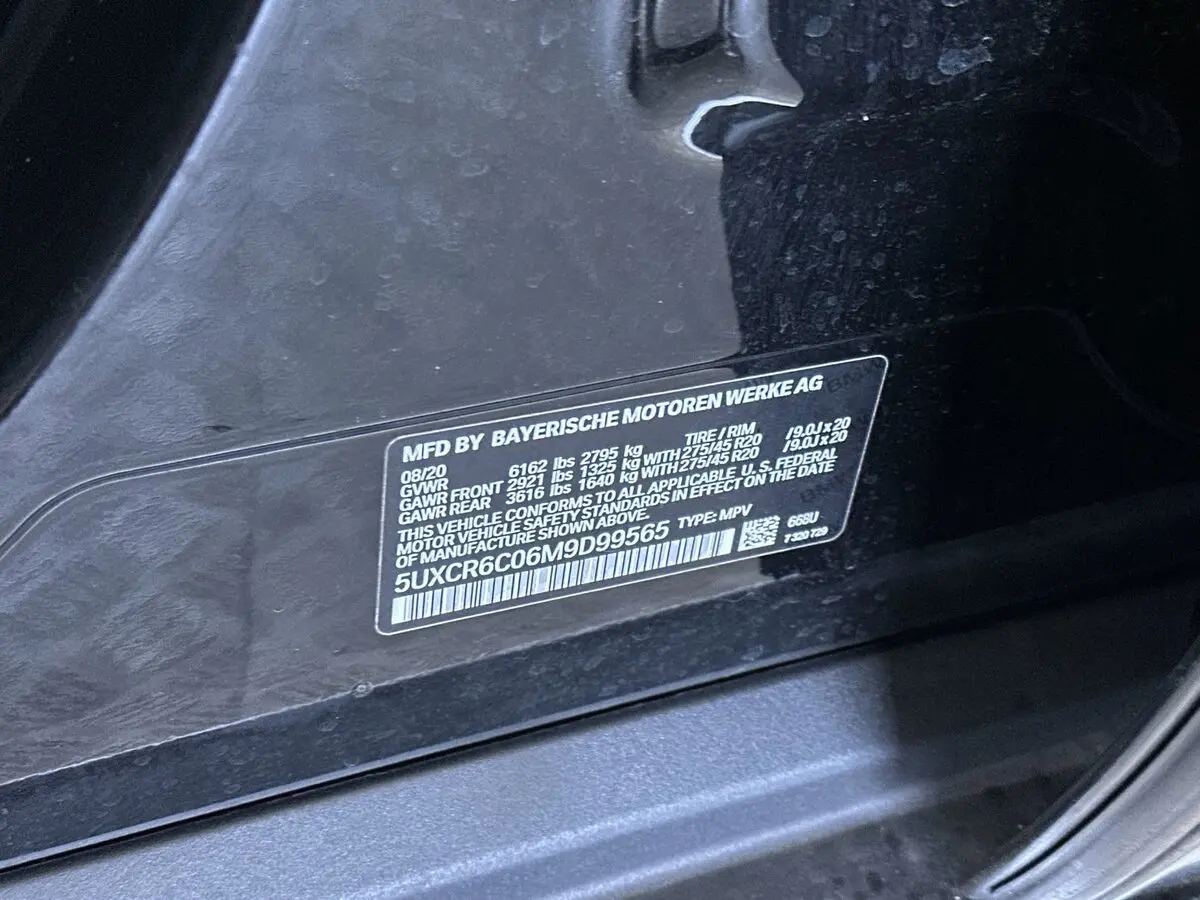 MFD BY BAYERISCHE MOTOREN WERKE AG
08/20
GVWR 6162 lbs 2795 kg TIRE / RIM
GAWR FRONT 2921 lbs 1325 kg WITH 275/45 R20 /9.0J x 20
GAWR REAR 3616 lbs 1640 kg WITH 275/45 R20 /9.0J x 20
THIS VEHICLE CONFORMS TO ALL APPLICABLE U. S. FEDERAL
MOTOR VEHICLE SAFETY STANDARDS IN EFFECT ON THE DATE
OF MANUFACTURE SHOWN ABOVE.
5UXCR6C06M9D99565 TYPE: MPV
668U
7320729